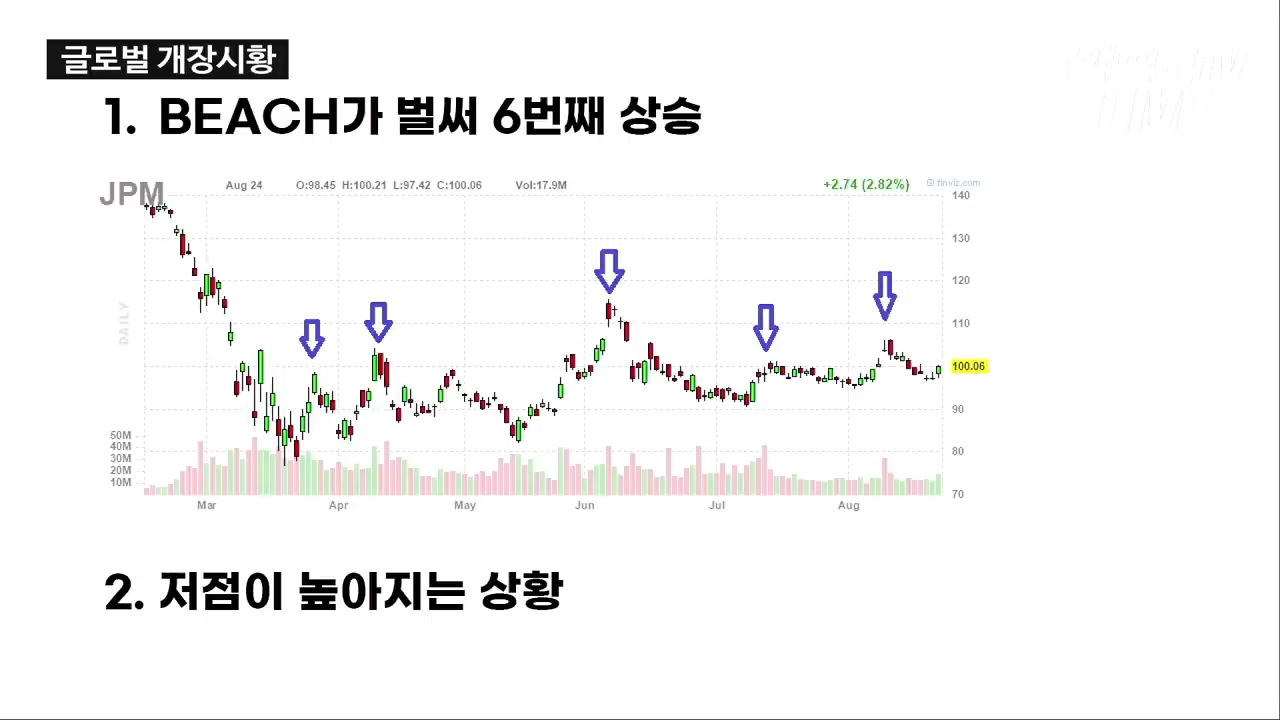 글로벌 개장시황
1. BEACH가 벌써 6번째 상승
JPM
Aug 24 O:98.45 H:100.21 L:97.42 C:100.06 Vol:17.9M +2.74 (2.82%) © finviz.com
DAILY
140
130
120
110
100.06
90
80
70
50M
40M
30M
20M
10M
Mar Apr May Jun Jul Aug
2. 저점이 높아지는 상황